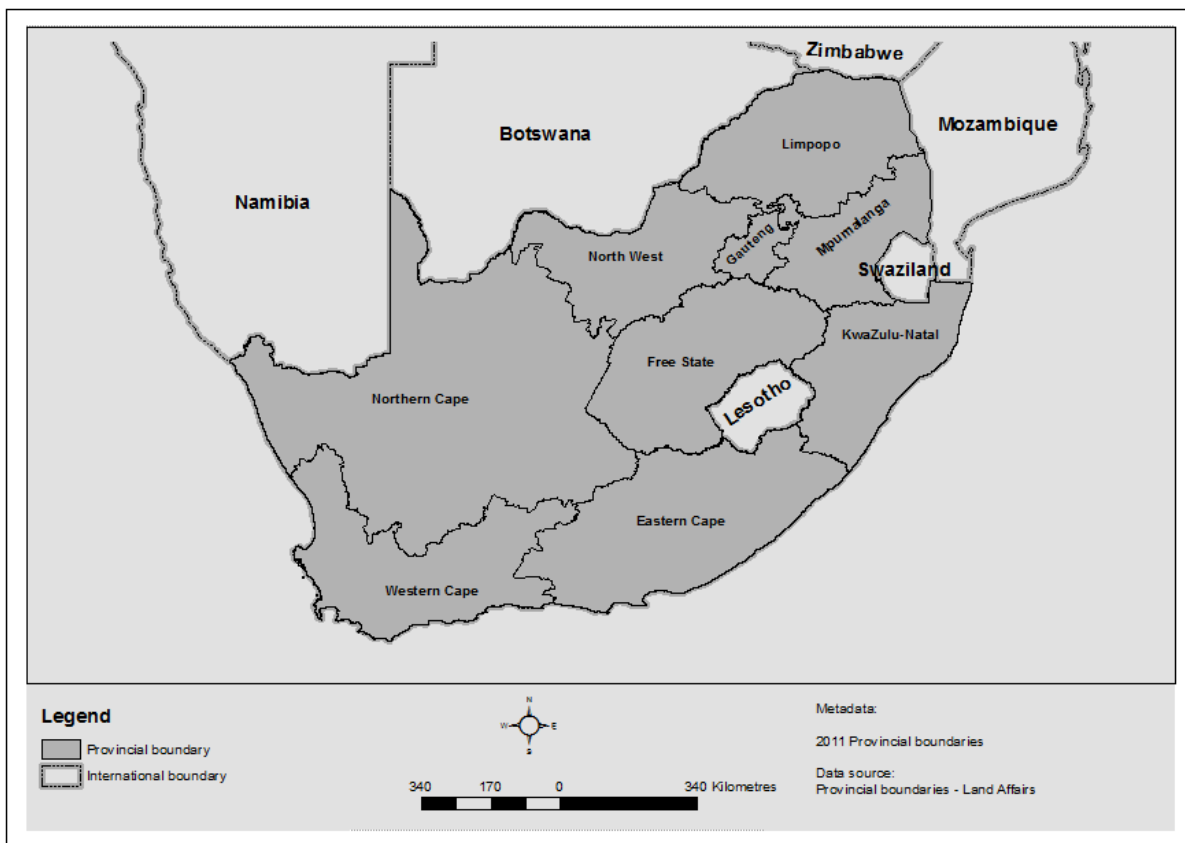 Zimbabwe
Mozambique
Botswana
Limpopo
Namibia
Mpumalanga
Gauteng
North West
Swaziland
KwaZulu-Natal
Free State
Lesotho
Northern Cape
Eastern Cape
Western Cape
Legend
Provincial boundary
International boundary
N
W E
S
340 170 0 340 Kilometres
Metadata:
2011 Provincial boundaries
Data source:
Provincial boundaries - Land Affairs